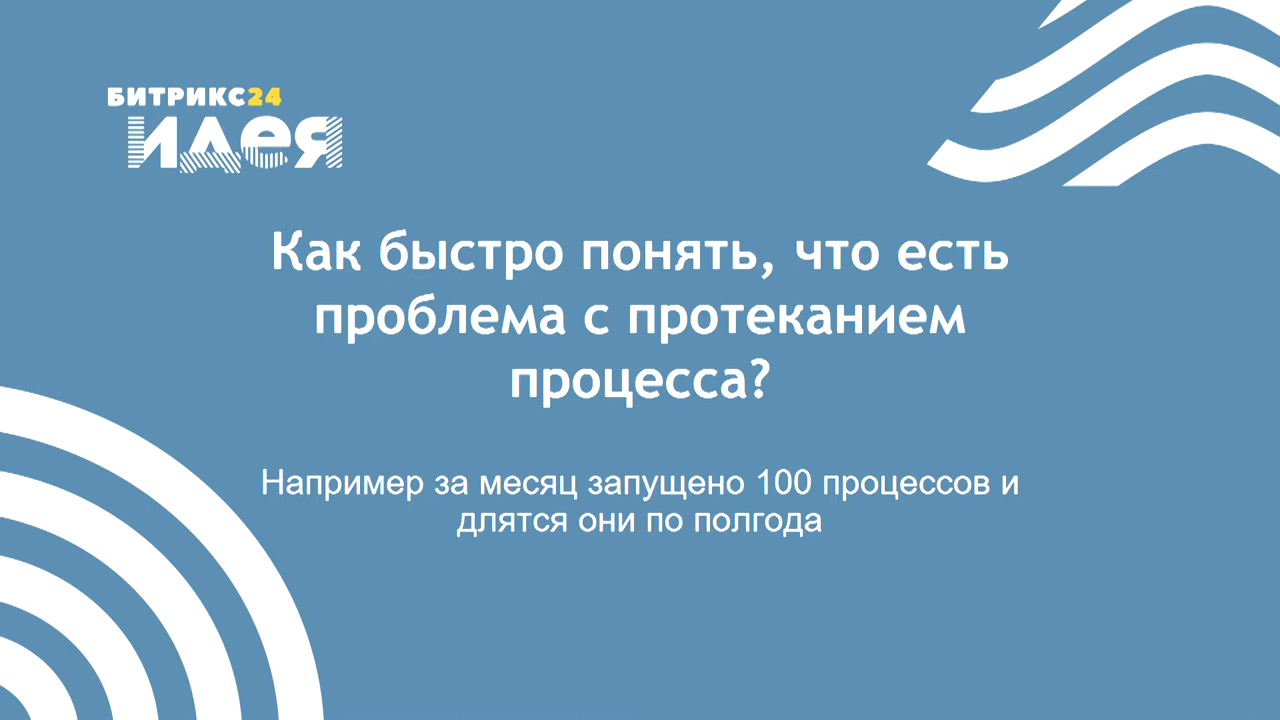 БИТРИКС24
идея
Как быстро понять, что есть
проблема с протеканием
процесса?
Например за месяц запущено 100 процессов и
длятся они по полгода